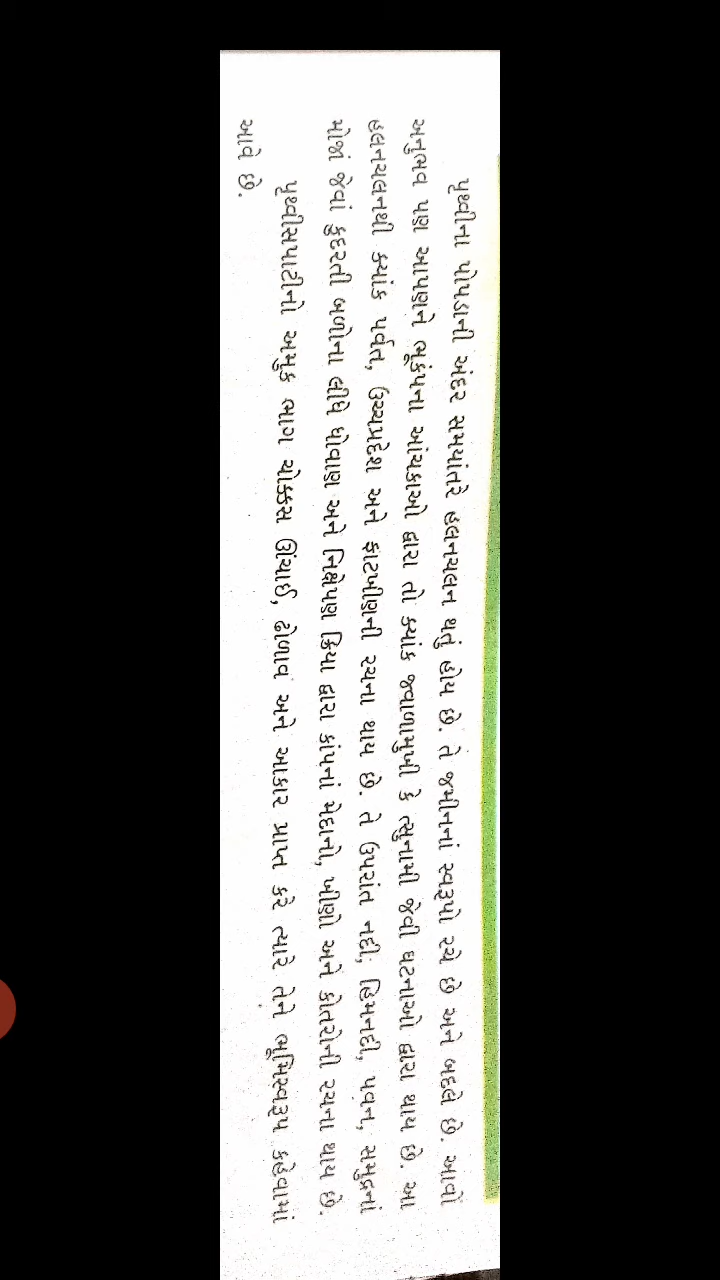 પૃથ્વીના પોપડાની અંદર સમયાંતરે હલનચલન થતું હોય છે. તે જમીનનાં સ્વરૂપો રચે છે અને બદલે છે. આવો
અનુભવ પણ આપણને ભૂકંપના આંચકાઓ દ્વારા તો ક્યાંક જ્વાળામુખી કે ત્સુનામી જેવી ઘટનાઓ દ્વારા થાય છે. આ
હલનચલનથી ક્યાંક પર્વત, ઉચ્ચપ્રદેશ અને ફાટખીણની રચના થાય છે. તે ઉપરાંત નદી, હિમનદી, પવન, સમુદ્રનાં
મોજાં જેવાં કુદરતી બળોના લીધે ધોવાણ અને નિક્ષેપણ ક્રિયા દ્વારા કાંપનાં મેદાનો, ખીણો અને કોતરોની રચના થાય છે.
પૃથ્વીસપાટીનો અમુક ભાગ ચોક્કસ ઊંચાઈ, ઢોળાવ અને આકાર પ્રાપ્ત કરે ત્યારે તેને ભૂમિસ્વરૂપ કહેવામાં
આવે છે.